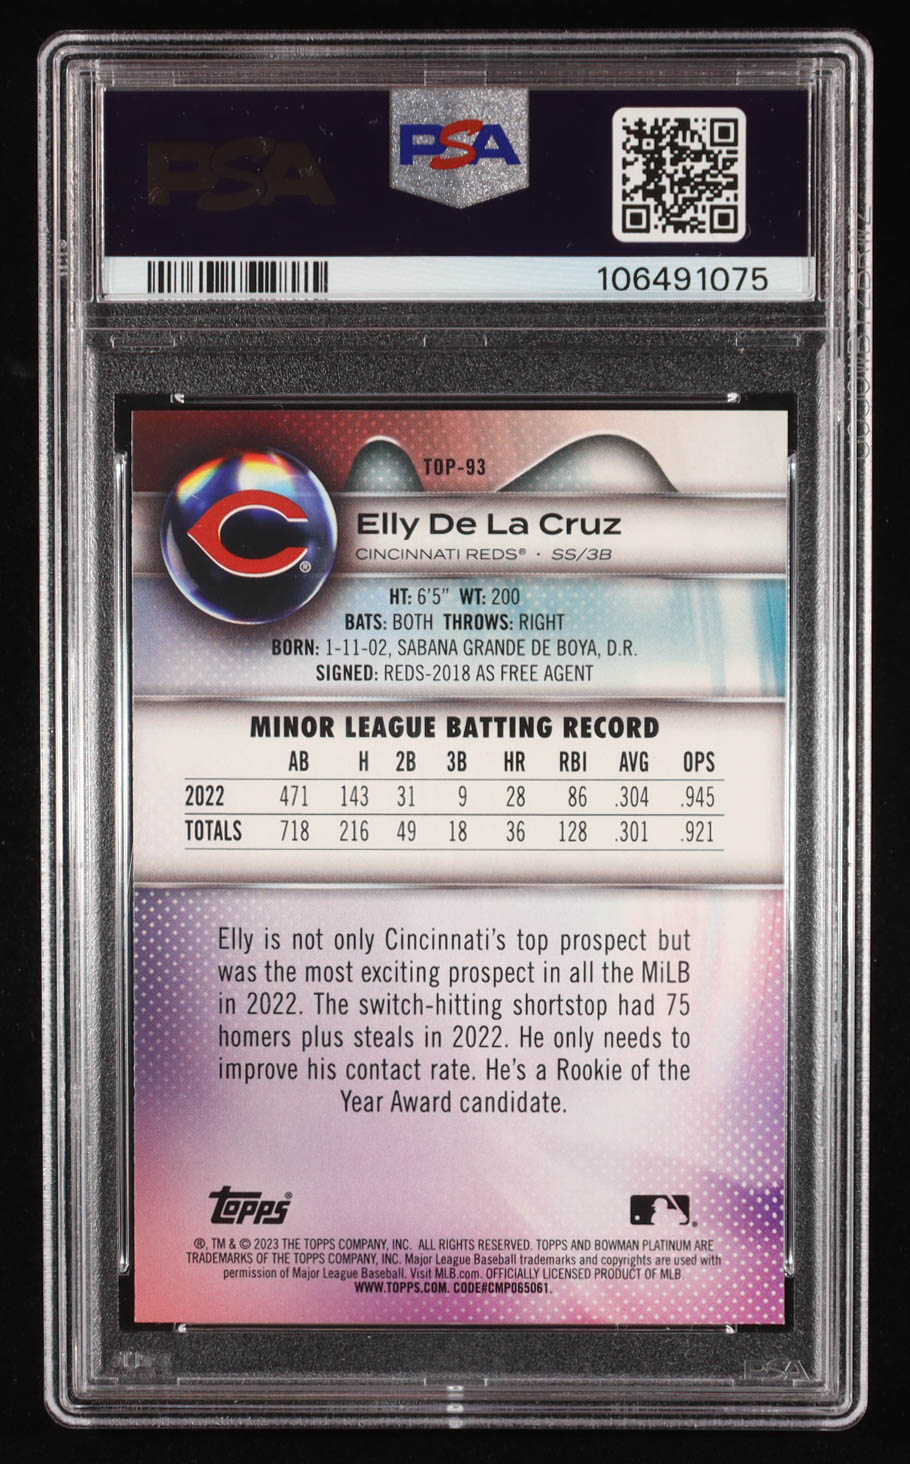 PSA
PSA
106491075
TOP-93
Elly De La Cruz
CINCINNATI REDS® · SS/3B
C®
HT: 6'5" WT: 200
BATS: BOTH THROWS: RIGHT
BORN: 1-11-02, SABANA GRANDE DE BOYA, D.R.
SIGNED: REDS-2018 AS FREE AGENT
MINOR LEAGUE BATTING RECORD
AB H 2B 3B HR RBI AVG OPS
2022 471 143 31 9 28 86 .304 .945
TOTALS 718 216 49 18 36 128 .301 .921
Elly is not only Cincinnati's top prospect but
was the most exciting prospect in all the MiLB
in 2022. The switch-hitting shortstop had 75
homers plus steals in 2022. He only needs to
improve his contact rate. He's a Rookie of the
Year Award candidate.
topps®
®, TM & © 2023 THE TOPPS COMPANY, INC. ALL RIGHTS RESERVED. TOPPS AND BOWMAN PLATINUM ARE
TRADEMARKS OF THE TOPPS COMPANY, INC. Major League Baseball trademarks and copyrights are used with
permission of Major League Baseball. Visit MLB.com. OFFICIALLY LICENSED PRODUCT OF MLB.
WWW.TOPPS.COM. CODE#CMP065061.
PSA